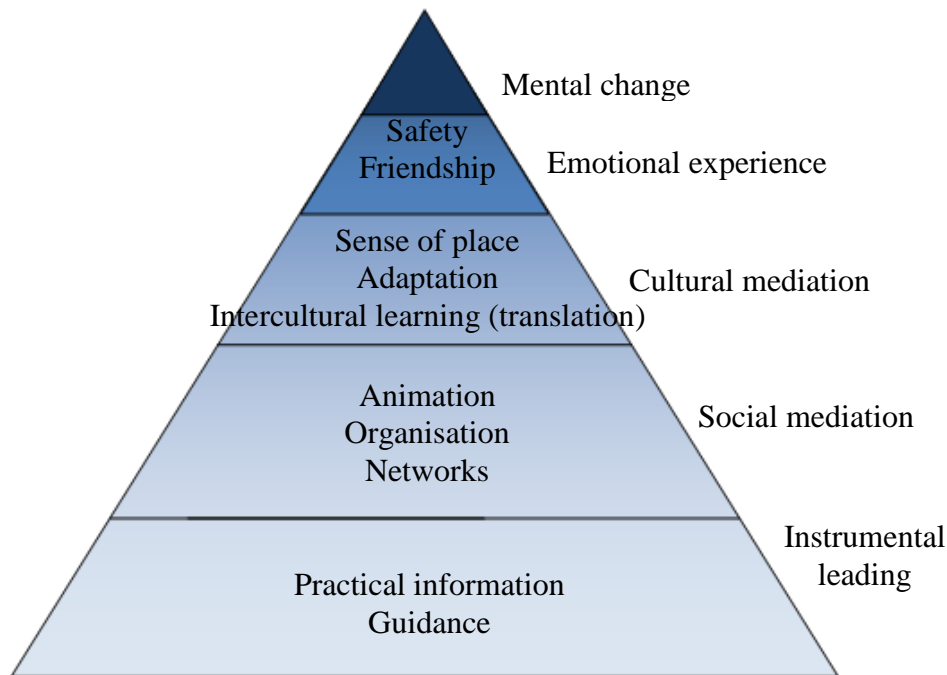 Mental change
Safety
Friendship
Emotional experience
Sense of place
Adaptation
Intercultural learning (translation)
Cultural mediation
Animation
Organisation
Networks
Social mediation
Practical information
Guidance
Instrumental
leading